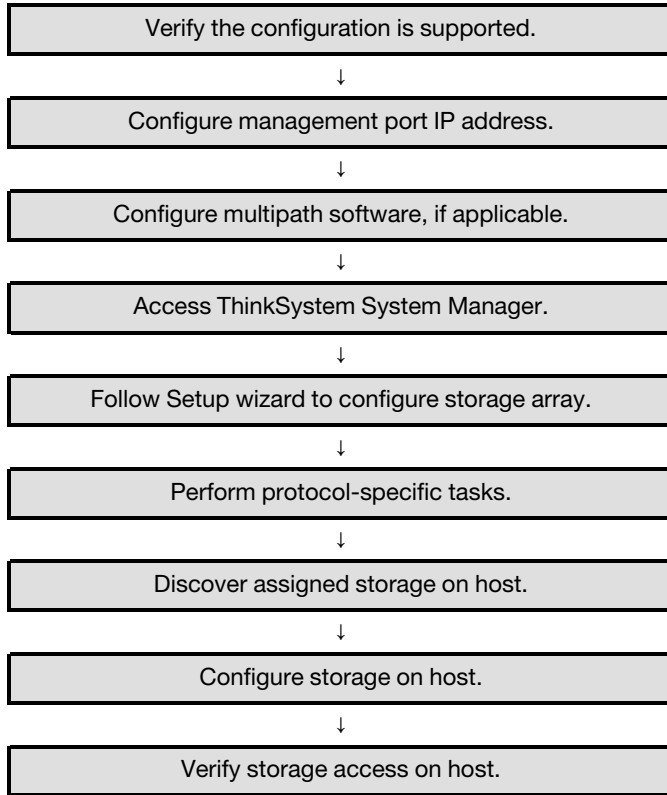 Verify the configuration is supported.
↓
Configure management port IP address.
↓
Configure multipath software, if applicable.
↓
Access ThinkSystem System Manager.
↓
Follow Setup wizard to configure storage array.
↓
Perform protocol-specific tasks.
↓
Discover assigned storage on host.
↓
Configure storage on host.
↓
Verify storage access on host.